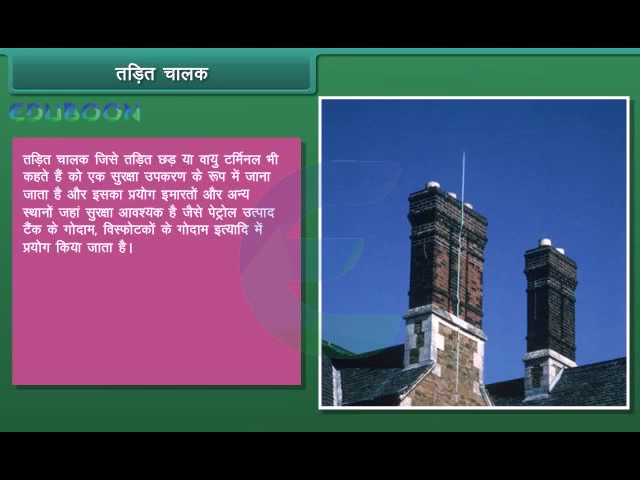 तड़ित चालक
EDUBOON
तड़ित चालक जिसे तड़ित छड़ या वायु टर्मिनल भी
कहते हैं को एक सुरक्षा उपकरण के रूप में जाना
जाता है और इसका प्रयोग इमारतों और अन्य
स्थानों जहां सुरक्षा आवश्यक है जैसे पेट्रोल उत्पाद
टैंक के गोदाम, विस्फोटकों के गोदाम इत्यादि में
प्रयोग किया जाता है।